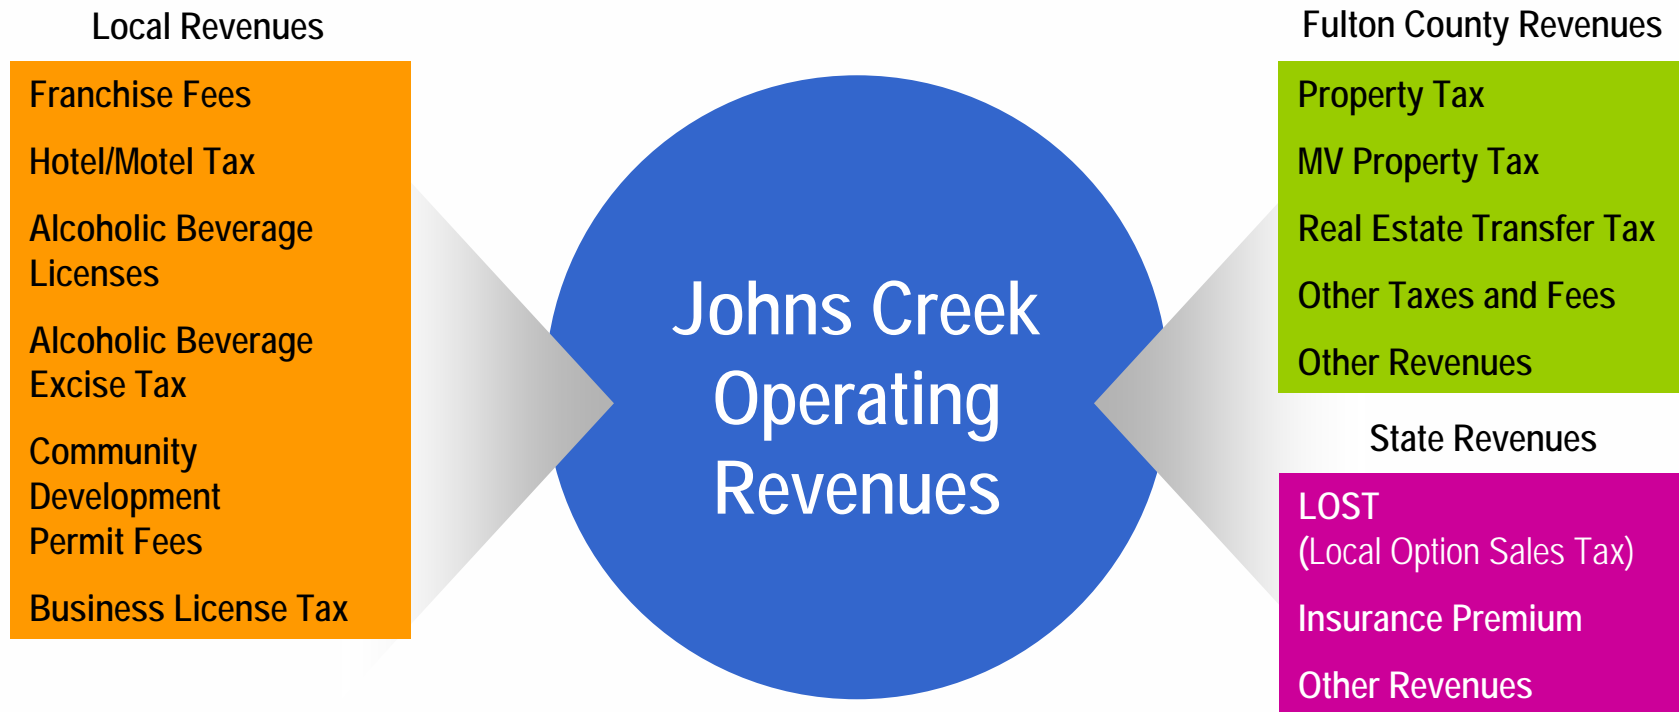 Local Revenues
Franchise Fees
Hotel/Motel Tax
Alcoholic Beverage
Licenses
Alcoholic Beverage
Excise Tax
Community
Development
Permit Fees
Business License Tax
Johns Creek
Operating
Revenues
Fulton County Revenues
Property Tax
MV Property Tax
Real Estate Transfer Tax
Other Taxes and Fees
Other Revenues
State Revenues
LOST
(Local Option Sales Tax)
Insurance Premium
Other Revenues